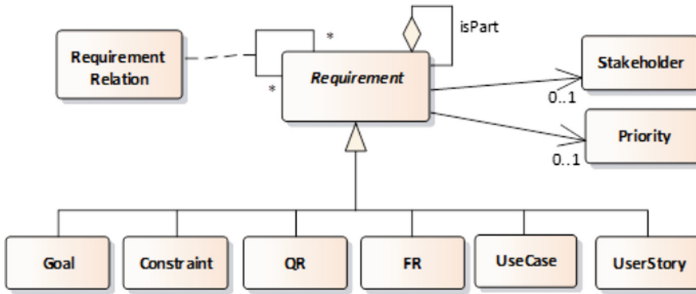 isPart
*
Requirement
Relation
Requirement
*
Stakeholder
0..1
Priority
0..1
Goal
Constraint
QR
FR
UseCase
UserStory